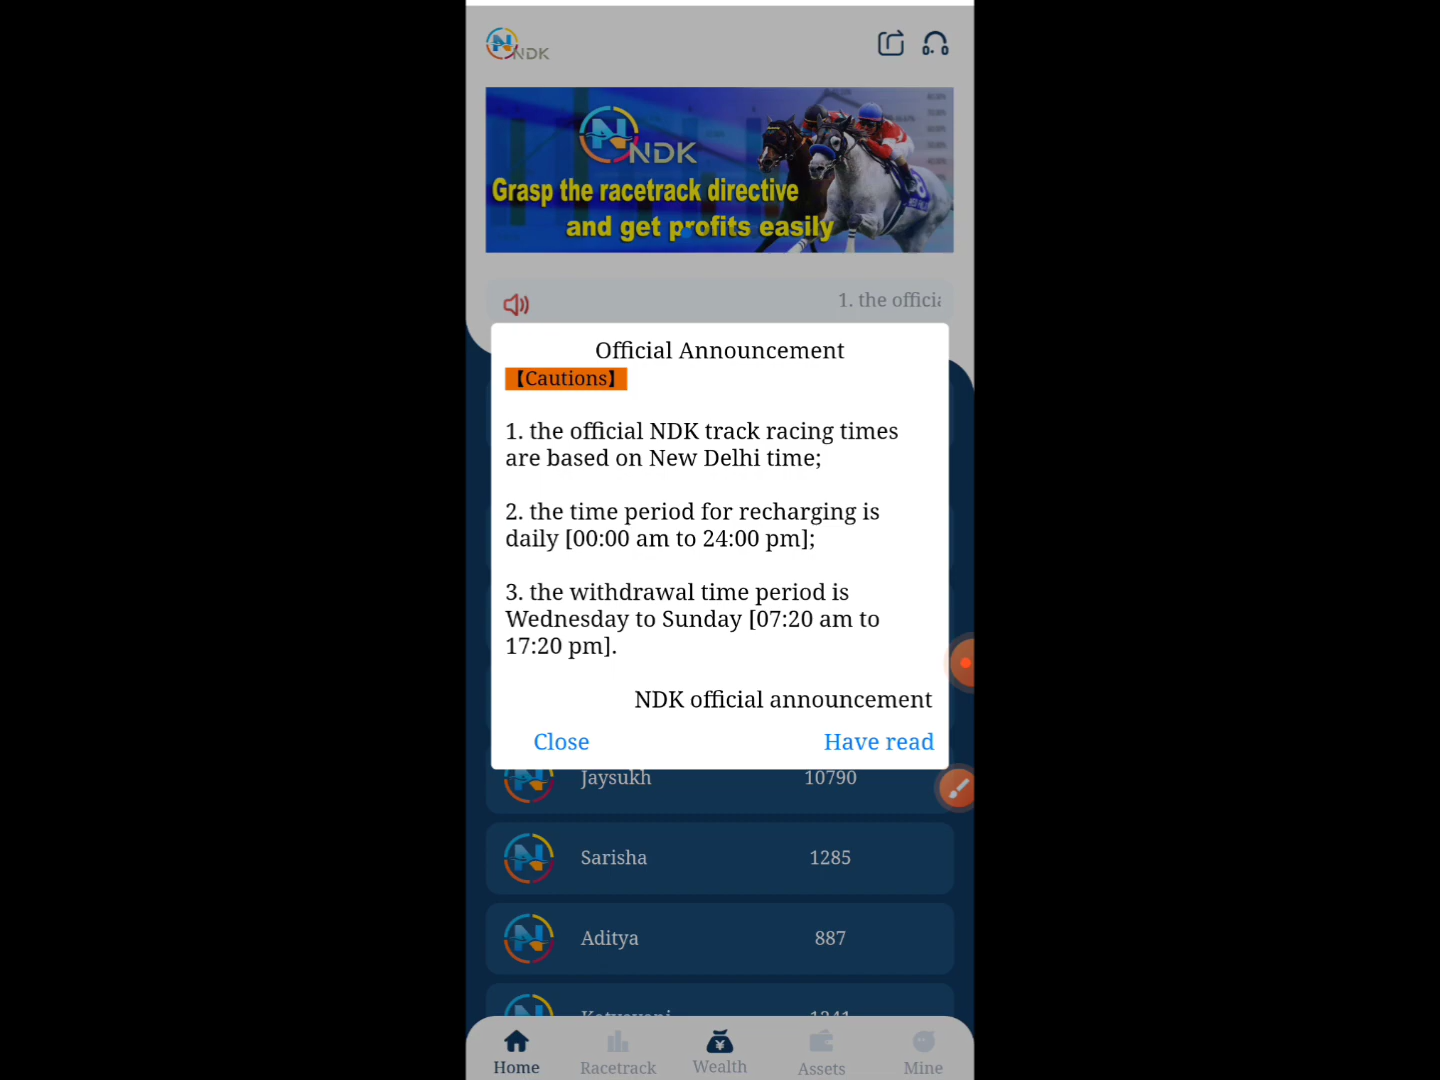 NDK
NDK
Grasp the racetrack directive
and get profits easily
1. the officia
Official Announcement
【Cautions】
1. the official NDK track racing times
are based on New Delhi time;
2. the time period for recharging is
daily [00:00 am to 24:00 pm];
3. the withdrawal time period is
Wednesday to Sunday [07:20 am to
17:20 pm].
NDK official announcement
Close Have read
Jaysukh 10790
Sarisha 1285
Aditya 887
Home Racetrack Wealth Assets Mine